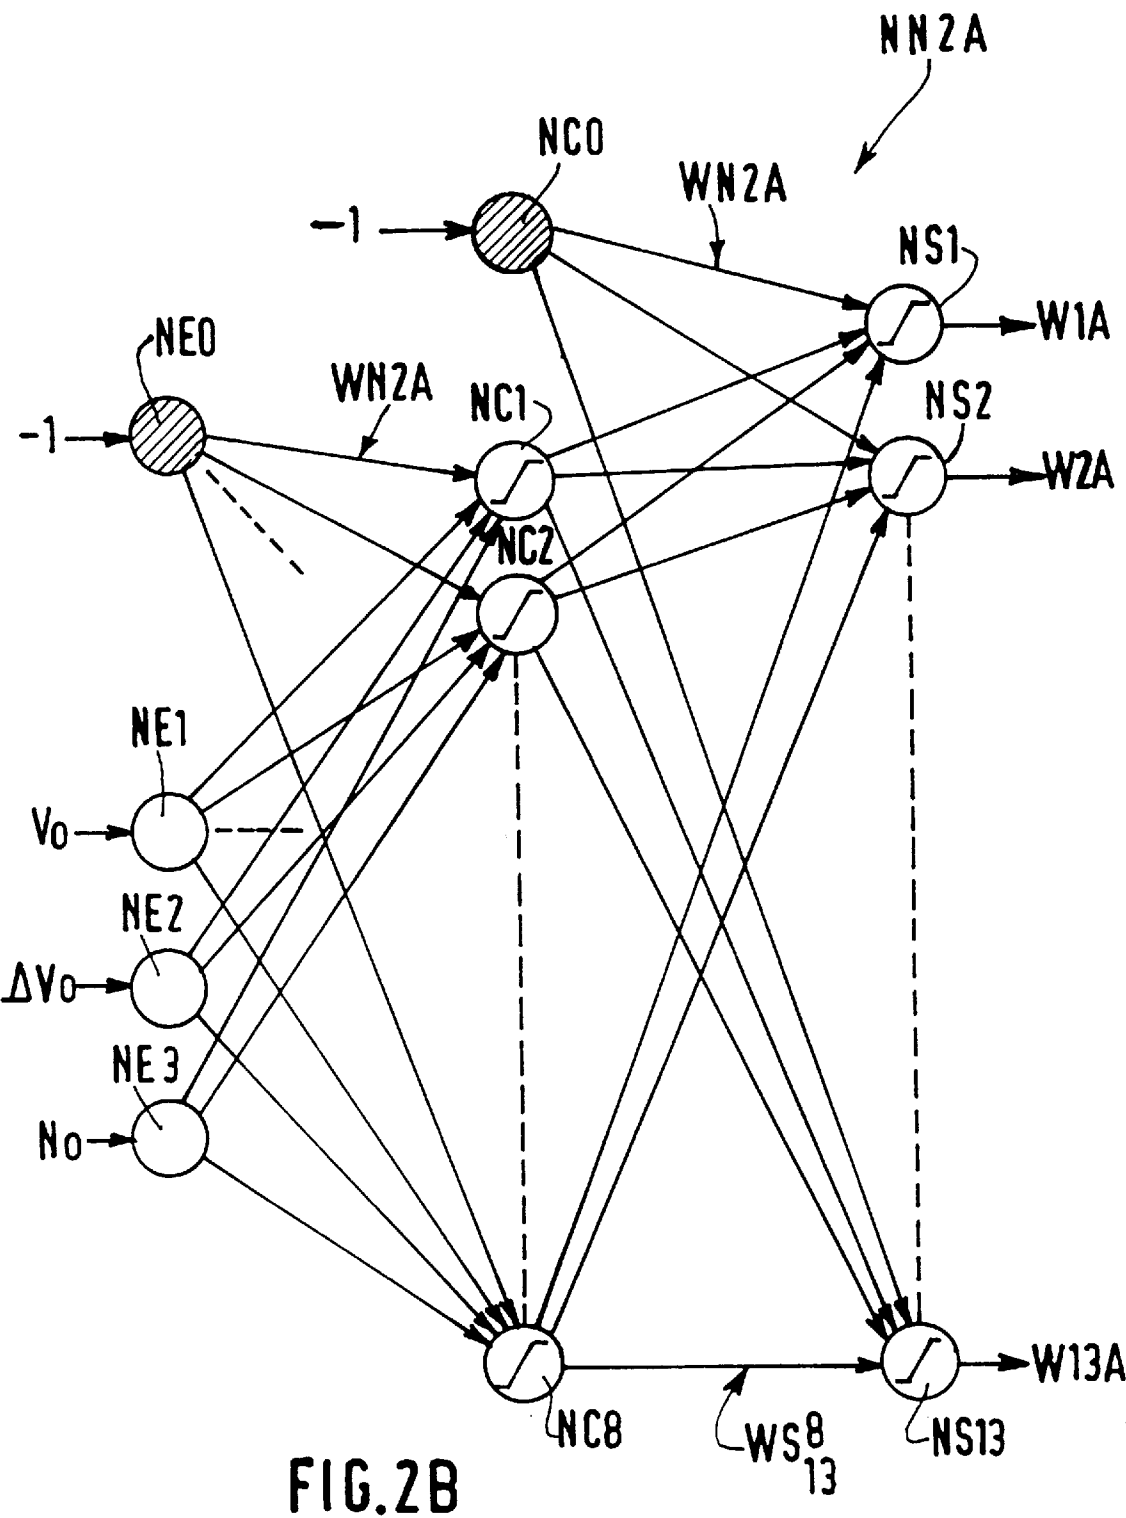 NN2A
NC0
WN2A
-1
NS1
W1A
NE0
WN2A
NC1
NS2
-1
W2A
NC2
NE1
V0
NE2
ΔV0
NE3
N0
W13A
NC8
WS 8 13
NS13
FIG.2B